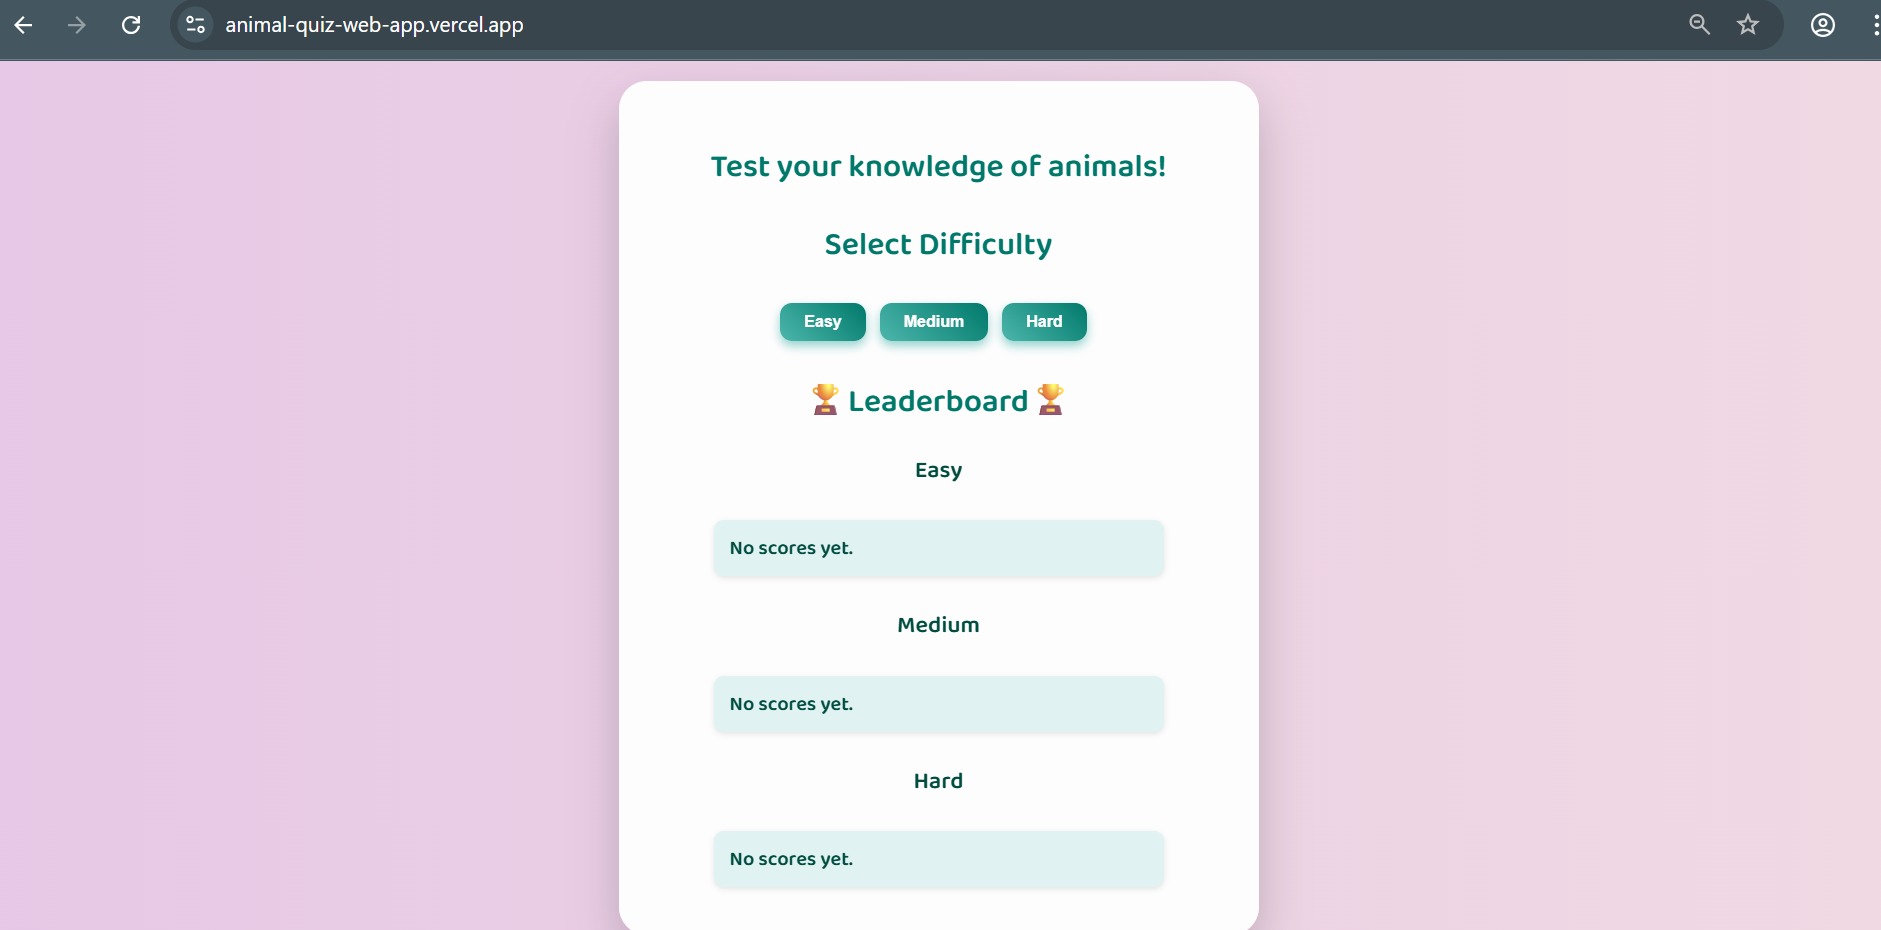 animal-quiz-web-app.vercel.app
Test your knowledge of animals!
Select Difficulty
Easy Medium Hard
🏆 Leaderboard 🏆
Easy
No scores yet.
Medium
No scores yet.
Hard
No scores yet.